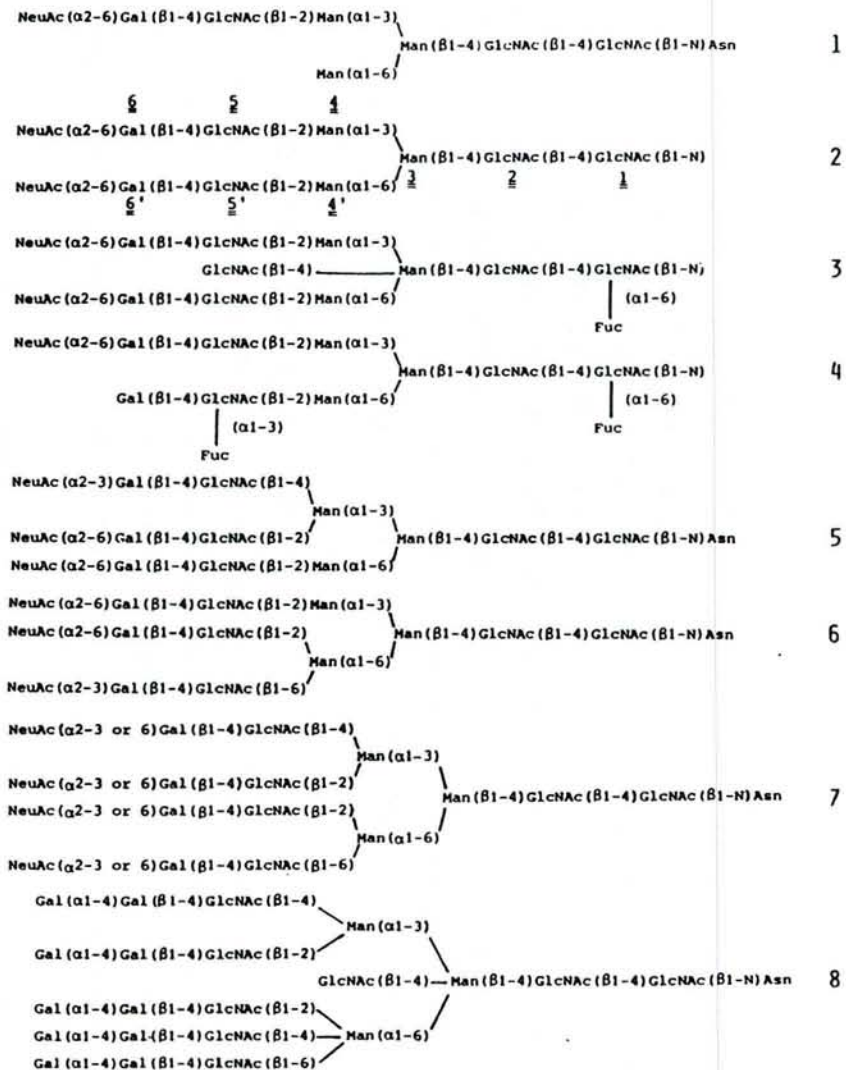 NeuAc(α2-6)Gal(β1-4)GlcNAc(β1-2)Man(α1-3)
Man(β1-4)GlcNAc(β1-4)GlcNAc(β1-N)Asn 1
Man(α1-6)
6 5 4
NeuAc(α2-6)Gal(β1-4)GlcNAc(β1-2)Man(α1-3)
Man(β1-4)GlcNAc(β1-4)GlcNAc(β1-N) 2
NeuAc(α2-6)Gal(β1-4)GlcNAc(β1-2)Man(α1-6) 3 2 1
6' 5' 4'
NeuAc(α2-6)Gal(β1-4)GlcNAc(β1-2)Man(α1-3)
GlcNAc(β1-4) Man(β1-4)GlcNAc(β1-4)GlcNAc(β1-N) 3
NeuAc(α2-6)Gal(β1-4)GlcNAc(β1-2)Man(α1-6) (α1-6)
Fuc
NeuAc(α2-6)Gal(β1-4)GlcNAc(β1-2)Man(α1-3)
Man(β1-4)GlcNAc(β1-4)GlcNAc(β1-N) 4
Gal(β1-4)GlcNAc(β1-2)Man(α1-6) (α1-6)
(α1-3) Fuc
Fuc
NeuAc(α2-3)Gal(β1-4)GlcNAc(β1-4)
Man(α1-3)
NeuAc(α2-6)Gal(β1-4)GlcNAc(β1-2) Man(β1-4)GlcNAc(β1-4)GlcNAc(β1-N)Asn 5
NeuAc(α2-6)Gal(β1-4)GlcNAc(β1-2)Man(α1-6)
NeuAc(α2-6)Gal(β1-4)GlcNAc(β1-2)Man(α1-3)
NeuAc(α2-6)Gal(β1-4)GlcNAc(β1-2) Man(β1-4)GlcNAc(β1-4)GlcNAc(β1-N)Asn 6
Man(α1-6)
NeuAc(α2-3)Gal(β1-4)GlcNAc(β1-6)
NeuAc(α2-3 or 6)Gal(β1-4)GlcNAc(β1-4)
Man(α1-3)
NeuAc(α2-3 or 6)Gal(β1-4)GlcNAc(β1-2)
Man(β1-4)GlcNAc(β1-4)GlcNAc(β1-N)Asn 7
NeuAc(α2-3 or 6)Gal(β1-4)GlcNAc(β1-2)
Man(α1-6)
NeuAc(α2-3 or 6)Gal(β1-4)GlcNAc(β1-6)
Gal(α1-4)Gal(β1-4)GlcNAc(β1-4)
Man(α1-3)
Gal(α1-4)Gal(β1-4)GlcNAc(β1-2)
GlcNAc(β1-4) Man(β1-4)GlcNAc(β1-4)GlcNAc(β1-N)Asn 8
Gal(α1-4)Gal(β1-4)GlcNAc(β1-2)
Gal(α1-4)Gal-(β1-4)GlcNAc(β1-4) Man(α1-6)
Gal(α1-4)Gal(β1-4)GlcNAc(β1-6)